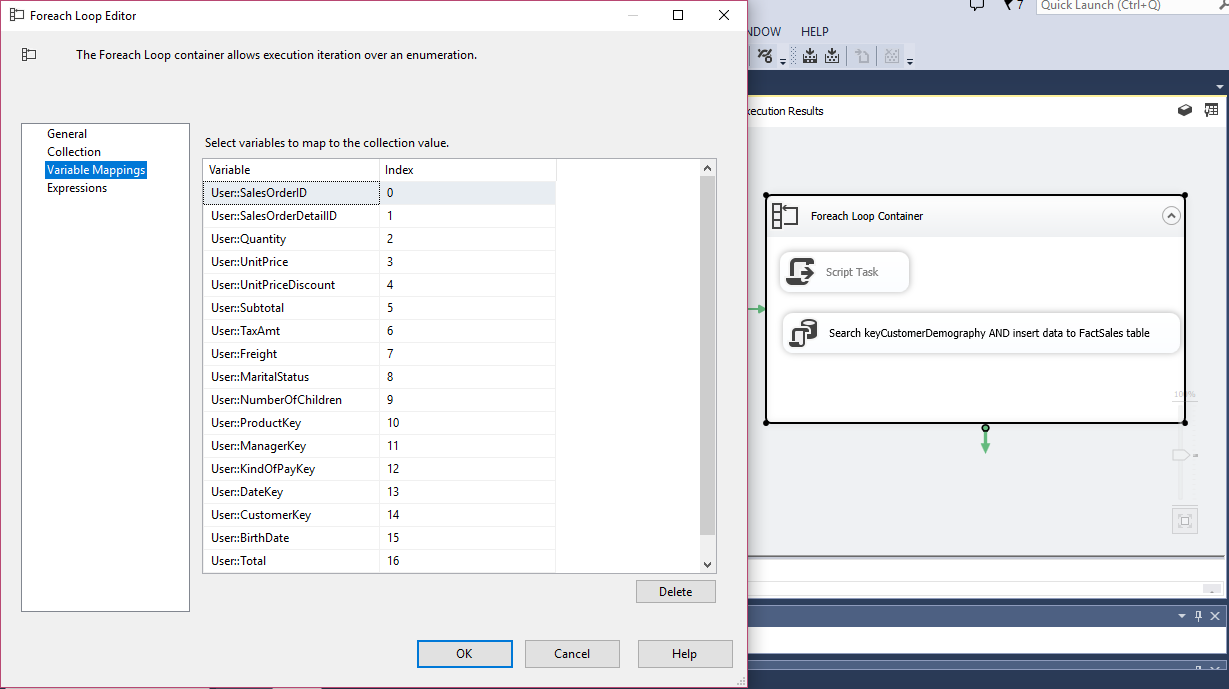 Foreach Loop Editor
The Foreach Loop container allows execution iteration over an enumeration.
General
Collection
Variable Mappings
Expressions
Select variables to map to the collection value.
Variable Index
User::SalesOrderID 0
User::SalesOrderDetailID 1
User::Quantity 2
User::UnitPrice 3
User::UnitPriceDiscount 4
User::Subtotal 5
User::TaxAmt 6
User::Freight 7
User::MaritalStatus 8
User::NumberOfChildren 9
User::ProductKey 10
User::ManagerKey 11
User::KindOfPayKey 12
User::DateKey 13
User::CustomerKey 14
User::BirthDate 15
User::Total 16
Delete
OK Cancel Help
7 Quick Launch (Ctrl+Q)
NDOW HELP
xecution Results
Foreach Loop Container
Script Task
Search keyCustomerDemography AND insert data to FactSales table
100%